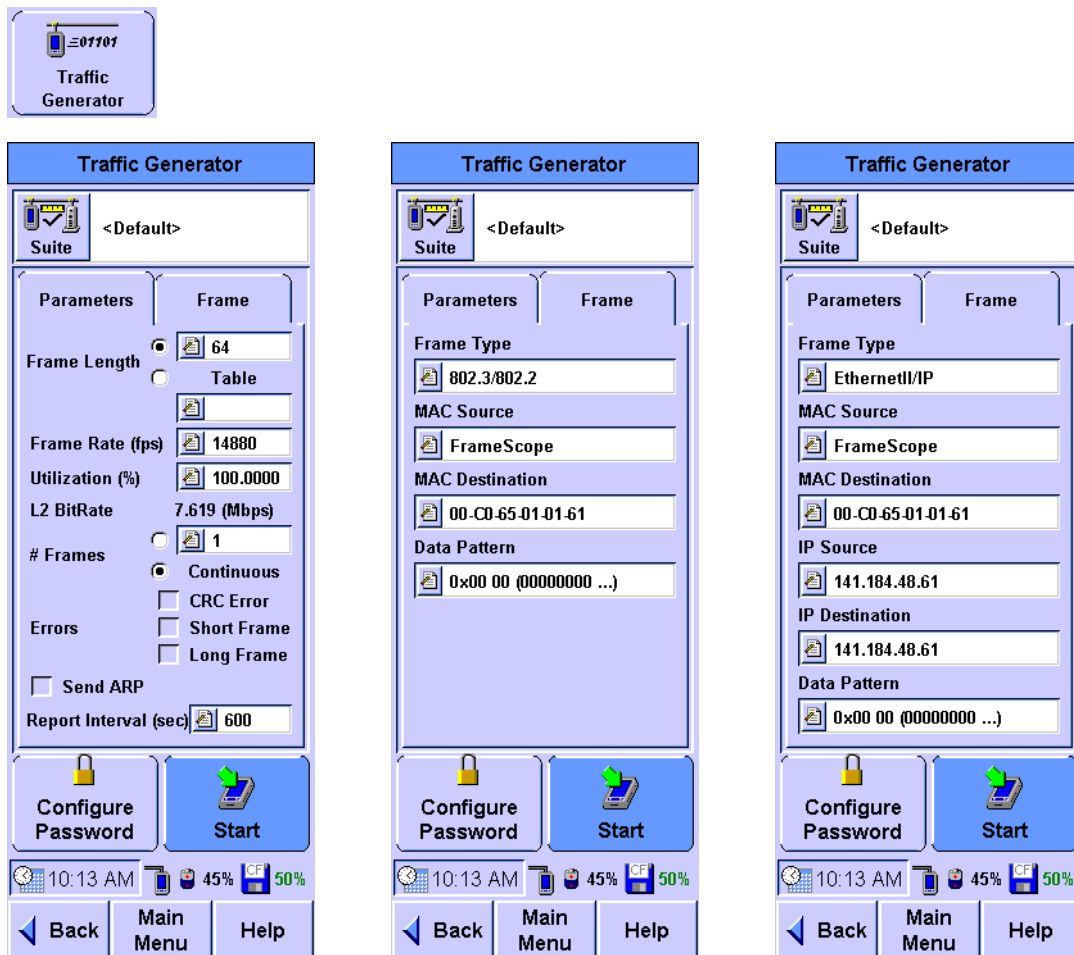 01101
Traffic
Generator
Traffic Generator
Suite
<Default>
Parameters
Frame
Frame Length
64
Table
Frame Rate (fps)
14880
Utilization (%)
100.0000
L2 BitRate
7.619 (Mbps)
# Frames
1
Continuous
Errors
CRC Error
Short Frame
Long Frame
Send ARP
Report Interval (sec)
600
Configure
Password
Start
10:13 AM
45%
CF
50%
Back
Main
Menu
Help
Traffic Generator
Suite
<Default>
Parameters
Frame
Frame Type
802.3/802.2
MAC Source
FrameScope
MAC Destination
00-C0-65-01-01-61
Data Pattern
0x00 00 (00000000 ...)
Configure
Password
Start
10:13 AM
45%
CF
50%
Back
Main
Menu
Help
Traffic Generator
Suite
<Default>
Parameters
Frame
Frame Type
EthernetII/IP
MAC Source
FrameScope
MAC Destination
00-C0-65-01-01-61
IP Source
141.184.48.61
IP Destination
141.184.48.61
Data Pattern
0x00 00 (00000000 ...)
Configure
Password
Start
10:13 AM
45%
CF
50%
Back
Main
Menu
Help